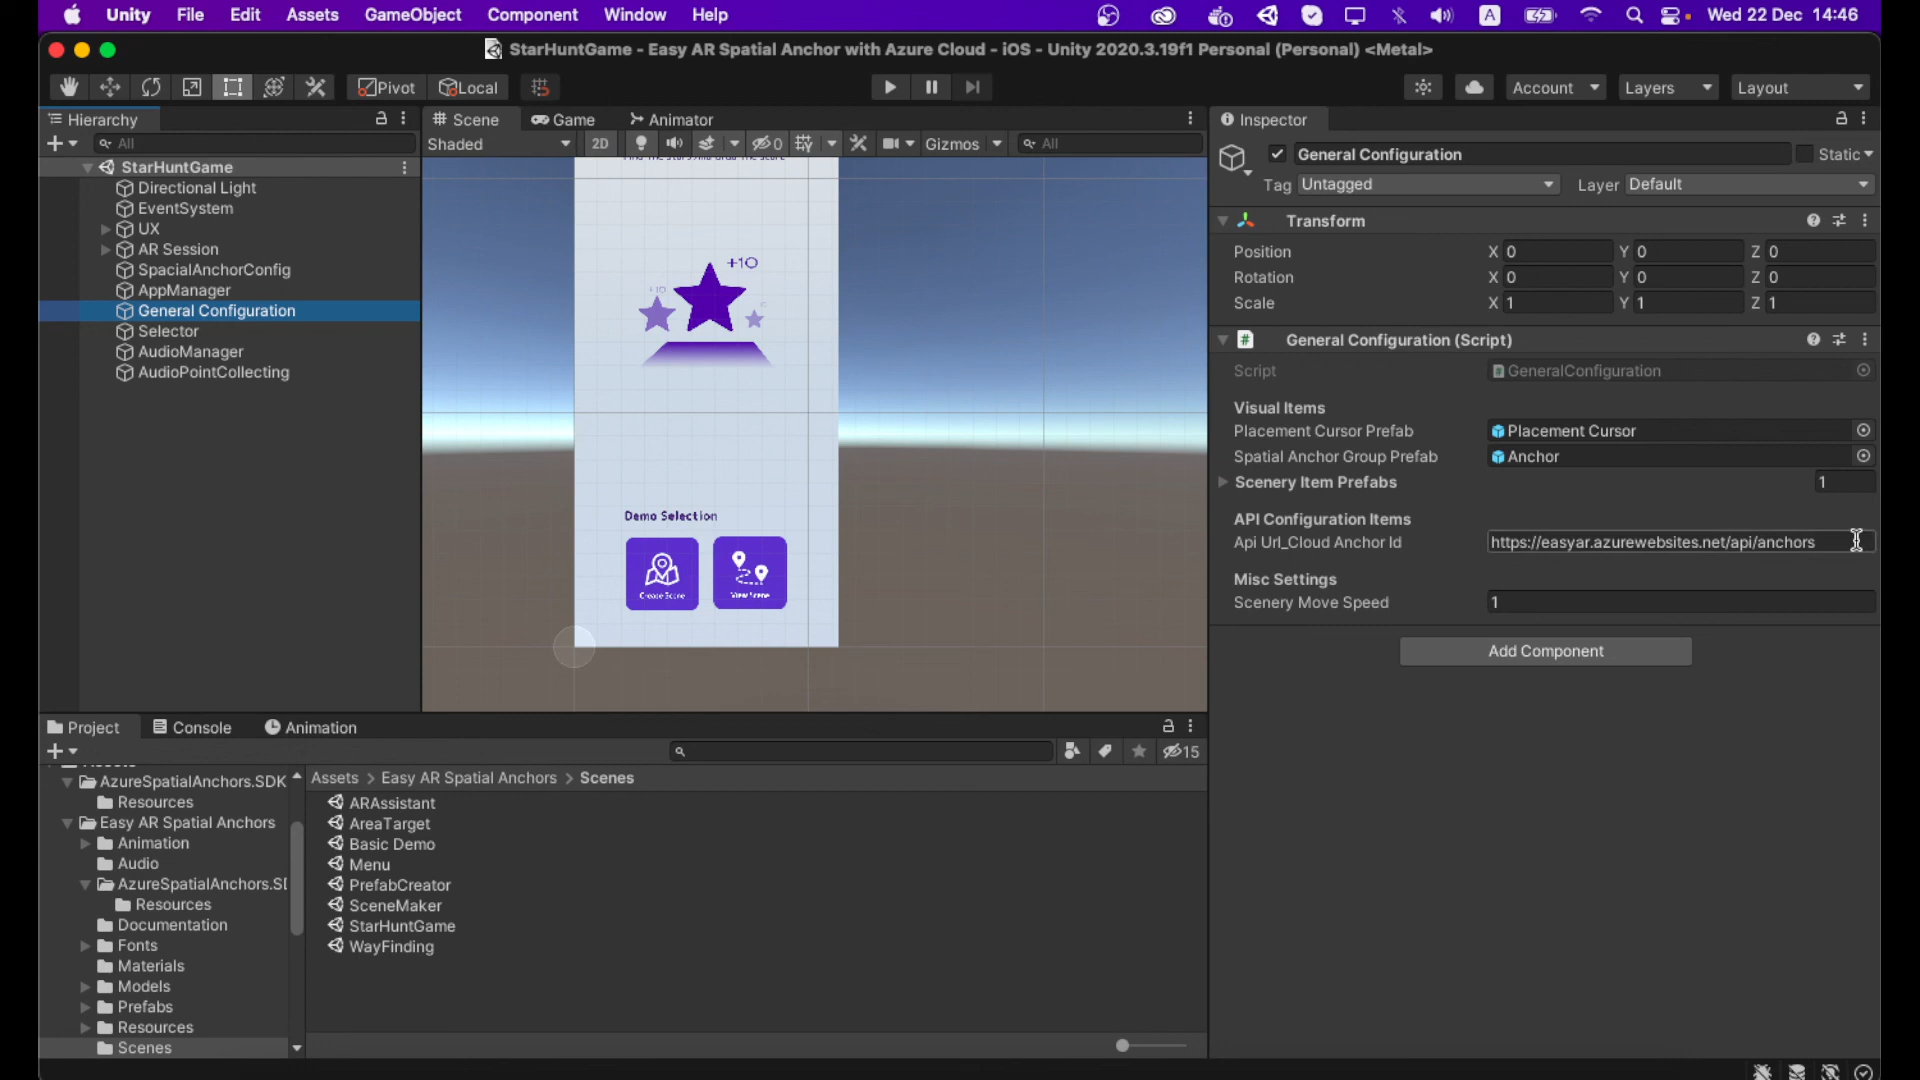 Unity File Edit Assets GameObject Component Window Help A Wed 22 Dec 14:46
StarHuntGame - Easy AR Spatial Anchor with Azure Cloud - iOS - Unity 2020.3.19f1 Personal (Personal) <Metal>
Pivot Local Account Layers Layout
Hierarchy
All
StarHuntGame
Directional Light
EventSystem
UX
AR Session
SpacialAnchorConfig
AppManager
General Configuration
Selector
AudioManager
AudioPointCollecting
Scene Game Animator
Shaded 2D 0 Gizmos All
+10
+10
Demo Selection
Create Scene View Scene
Inspector
General Configuration Static
Tag Untagged Layer Default
Transform
Position X 0 Y 0 Z 0
Rotation X 0 Y 0 Z 0
Scale X 1 Y 1 Z 1
# General Configuration (Script)
Script GeneralConfiguration
Visual Items
Placement Cursor Prefab Placement Cursor
Spatial Anchor Group Prefab Anchor
Scenery Item Prefabs 1
API Configuration Items
Api Url_Cloud Anchor Id https://easyar.azurewebsites.net/api/anchors
Misc Settings
Scenery Move Speed 1
Add Component
Project Console Animation
15
AzureSpatialAnchors.SDK
Resources
Easy AR Spatial Anchors
Animation
Audio
AzureSpatialAnchors.SI
Resources
Documentation
Fonts
Materials
Models
Prefabs
Resources
Scenes
Assets > Easy AR Spatial Anchors > Scenes
ARAssistant
AreaTarget
Basic Demo
Menu
PrefabCreator
SceneMaker
StarHuntGame
WayFinding